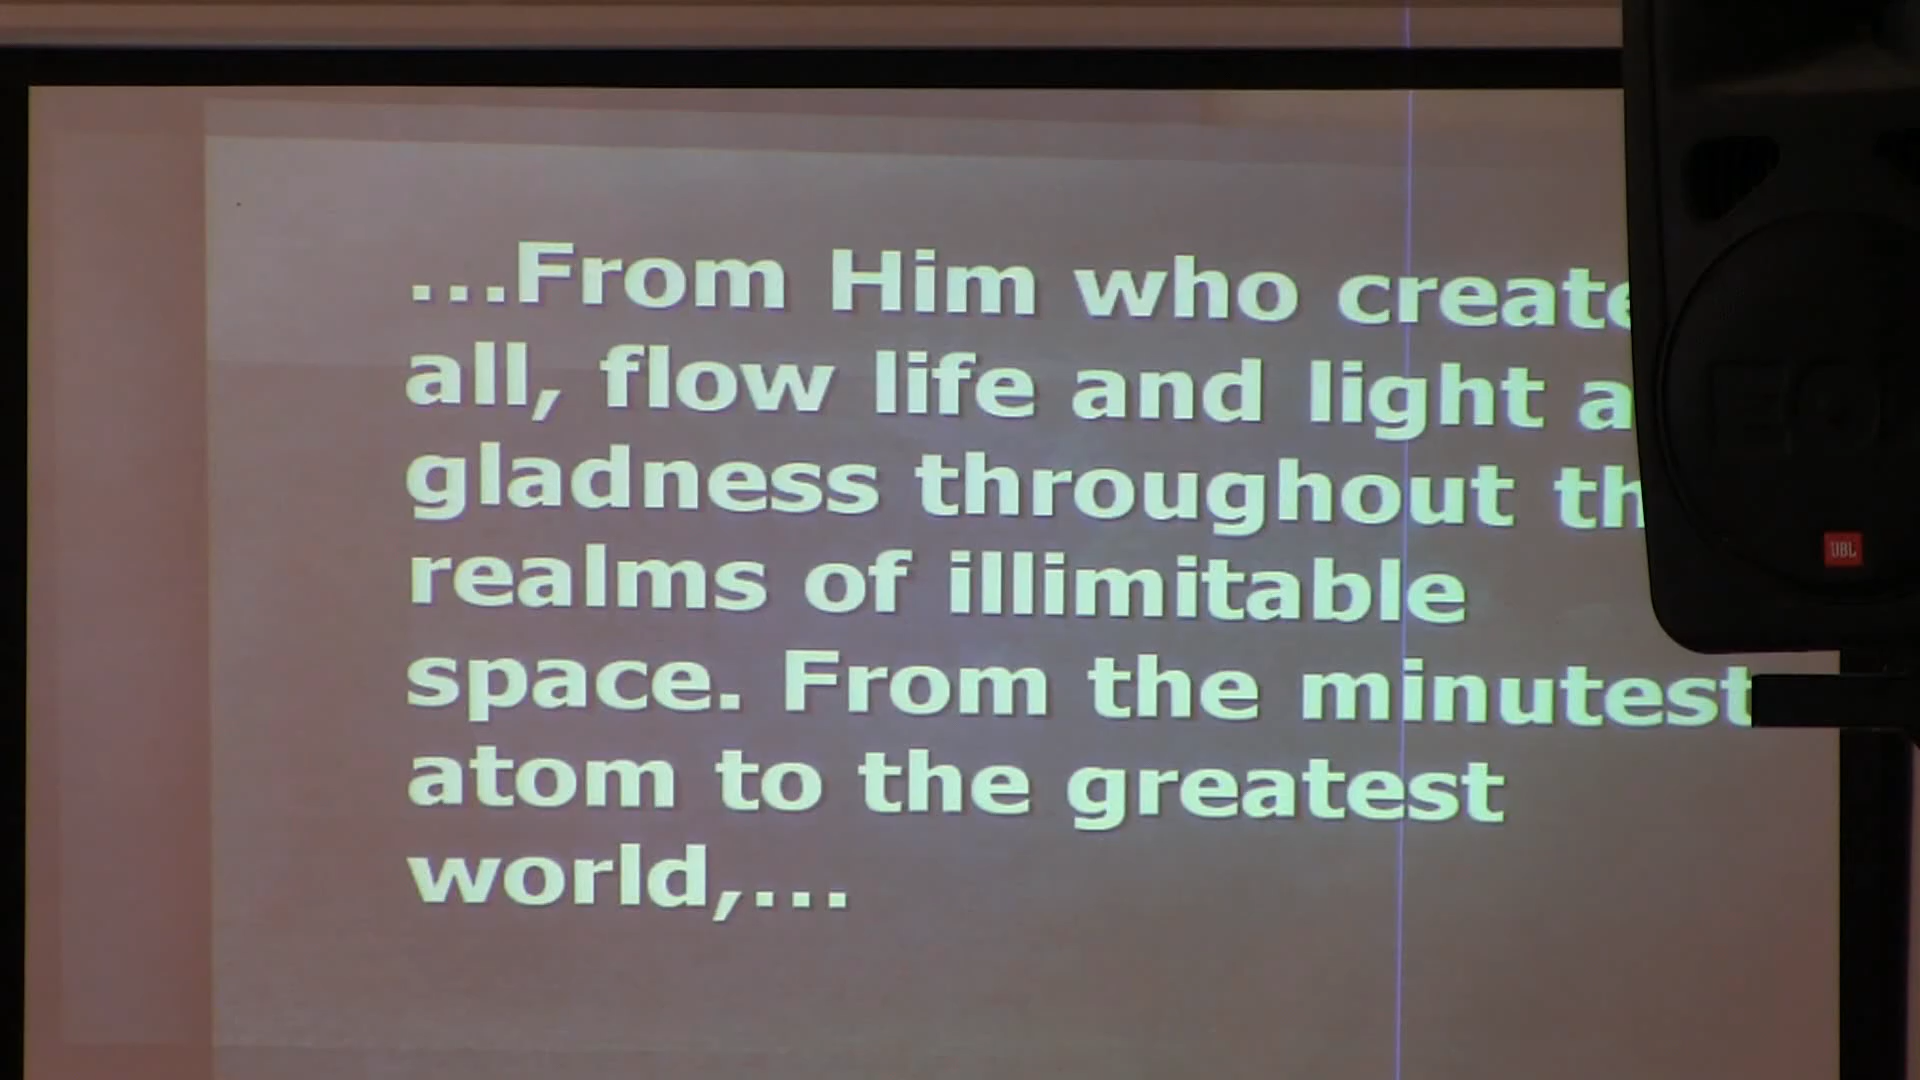 ...From Him who create
all, flow life and light a
gladness throughout th
realms of illimitable
space. From the minutest
atom to the greatest
world,...
JBL